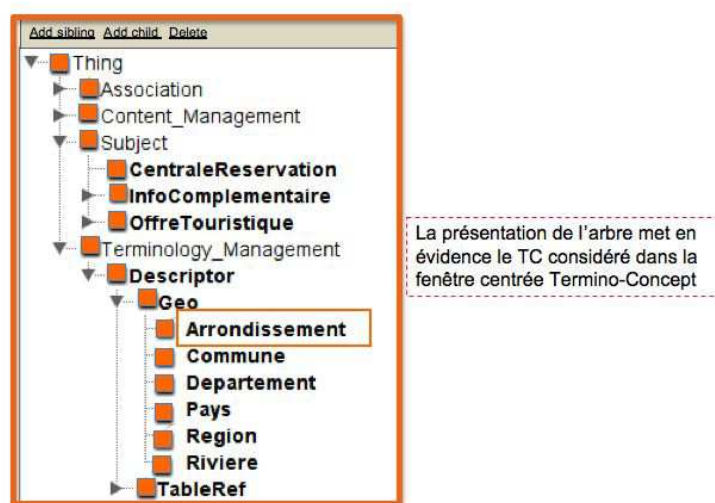 Add sibling Add child Delete
Thing
Association
Content_Management
Subject
CentraleReservation
InfoComplementaire
OffreTouristique
Terminology_Management
Descriptor
Geo
Arrondissement
Commune
Departement
Pays
Region
Riviere
TableRef
La présentation de l'arbre met en
évidence le TC considéré dans la
fenêtre centrée Termino-Concept